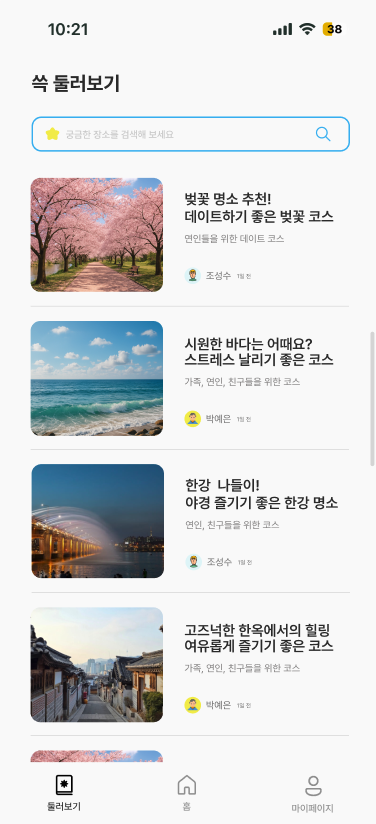 10:21
38
쓱 둘러보기
궁금한 장소를 검색해 보세요
벚꽃 명소 추천!
데이트하기 좋은 벚꽃 코스
연인들을 위한 데이트 코스
조성수 1일 전
시원한 바다는 어때요?
스트레스 날리기 좋은 코스
가족, 연인, 친구들을 위한 코스
박예은 1일 전
한강 나들이!
야경 즐기기 좋은 한강 명소
연인, 친구들을 위한 코스
조성수 1일 전
고즈넉한 한옥에서의 힐링
여유롭게 즐기기 좋은 코스
가족, 연인, 친구들을 위한 코스
박예은 1일 전
둘러보기
홈
마이페이지